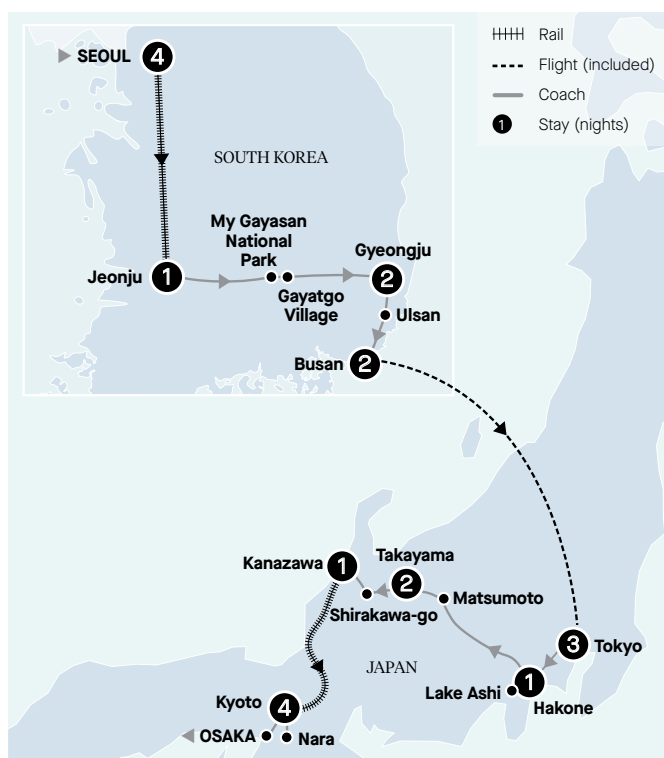 Rail
Flight (included)
Coach
1 Stay (nights)
SEOUL 4
SOUTH KOREA
My Gayasan
National
Park
Gyeongju
2
Jeonju 1
Gayatgo
Village
Ulsan
Busan 2
Kanazawa 1
Takayama
2
Shirakawa-go
Matsumoto
3 Tokyo
JAPAN
Lake Ashi
1
Hakone
Kyoto 4
OSAKA
Nara